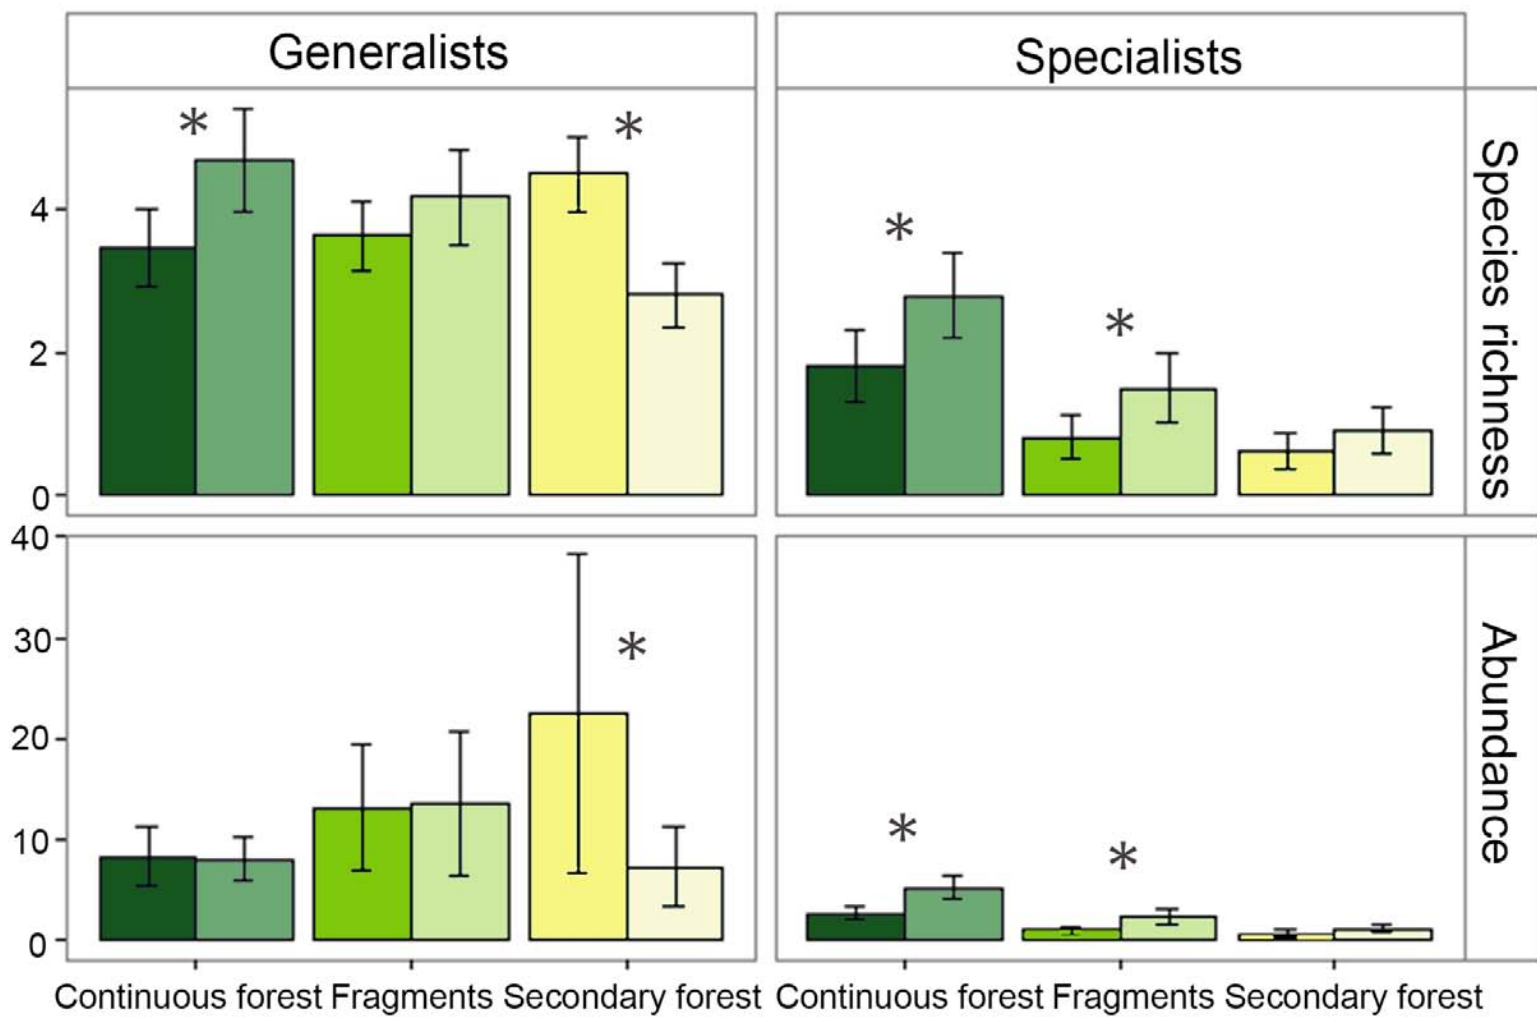 Generalists
Specialists
*
*
*
*
4
2
0
Species richness
*
*
*
40
30
20
10
0
Abundance
Continuous forest Fragments Secondary forest
Continuous forest Fragments Secondary forest